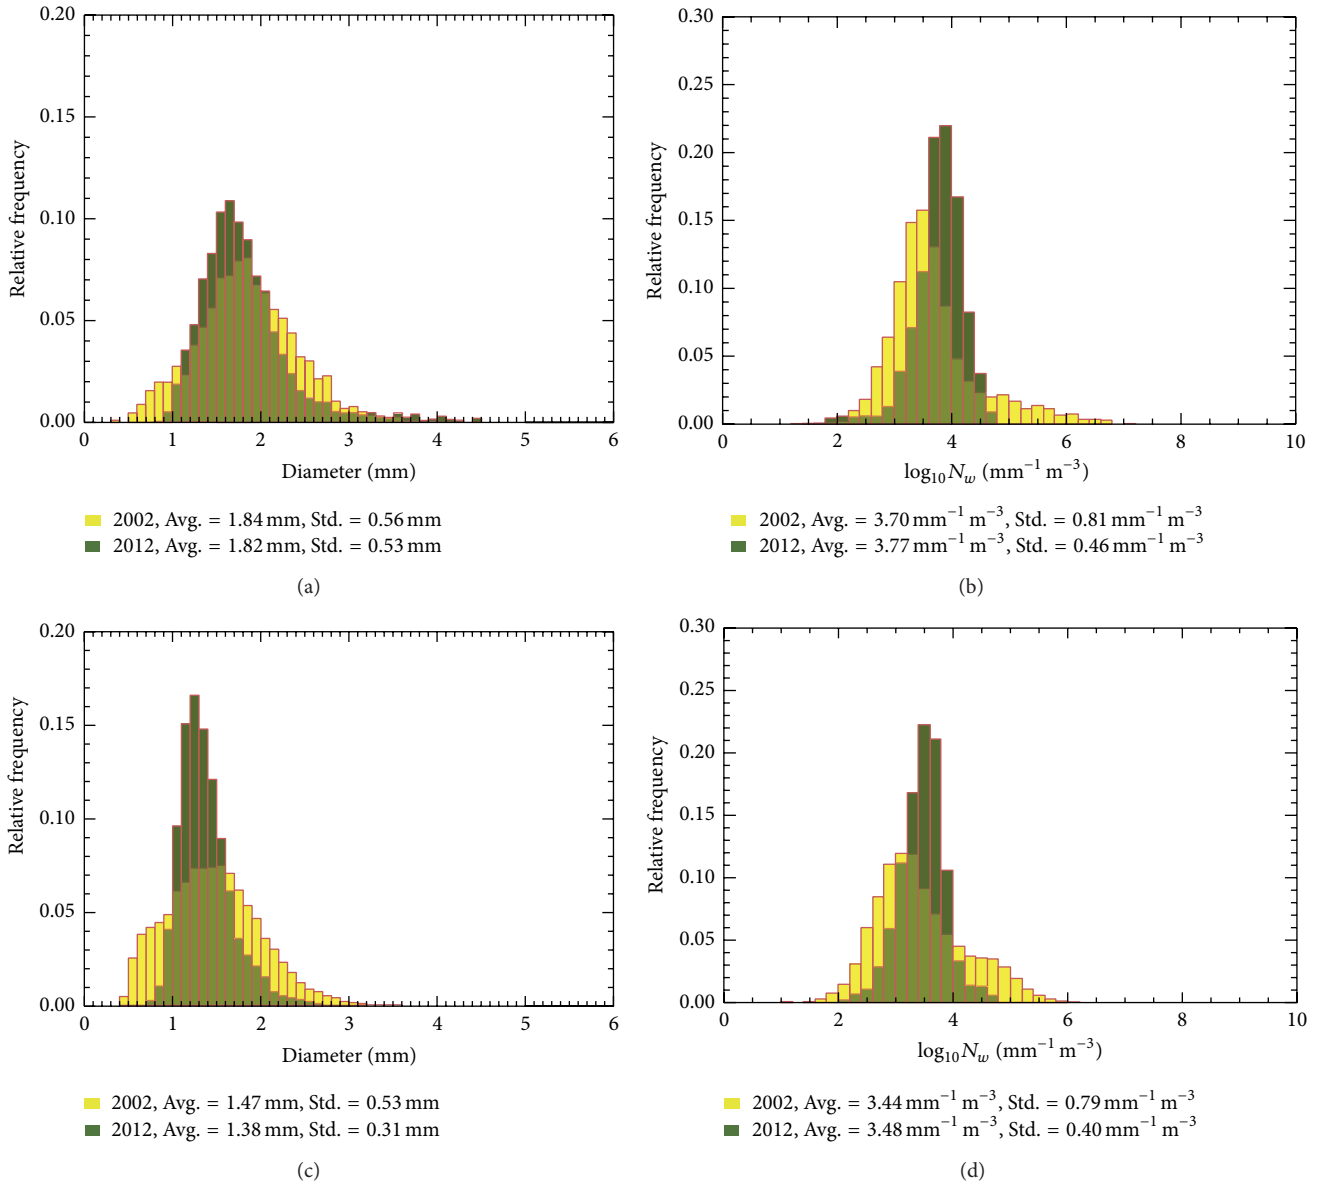 0.20
0.15
0.10
0.05
0.00
Relative frequency
0 1 2 3 4 5 6
Diameter (mm)
2002, Avg. = 1.84 mm, Std. = 0.56 mm
2012, Avg. = 1.82 mm, Std. = 0.53 mm
(a)
0.30
0.25
0.20
0.15
0.10
0.05
0.00
Relative frequency
0 2 4 6 8 10
log₁₀N_w (mm⁻¹ m⁻³)
2002, Avg. = 3.70 mm⁻¹ m⁻³, Std. = 0.81 mm⁻¹ m⁻³
2012, Avg. = 3.77 mm⁻¹ m⁻³, Std. = 0.46 mm⁻¹ m⁻³
(b)
0.20
0.15
0.10
0.05
0.00
Relative frequency
0 1 2 3 4 5 6
Diameter (mm)
2002, Avg. = 1.47 mm, Std. = 0.53 mm
2012, Avg. = 1.38 mm, Std. = 0.31 mm
(c)
0.30
0.25
0.20
0.15
0.10
0.05
0.00
Relative frequency
0 2 4 6 8 10
log₁₀N_w (mm⁻¹ m⁻³)
2002, Avg. = 3.44 mm⁻¹ m⁻³, Std. = 0.79 mm⁻¹ m⁻³
2012, Avg. = 3.48 mm⁻¹ m⁻³, Std. = 0.40 mm⁻¹ m⁻³
(d)